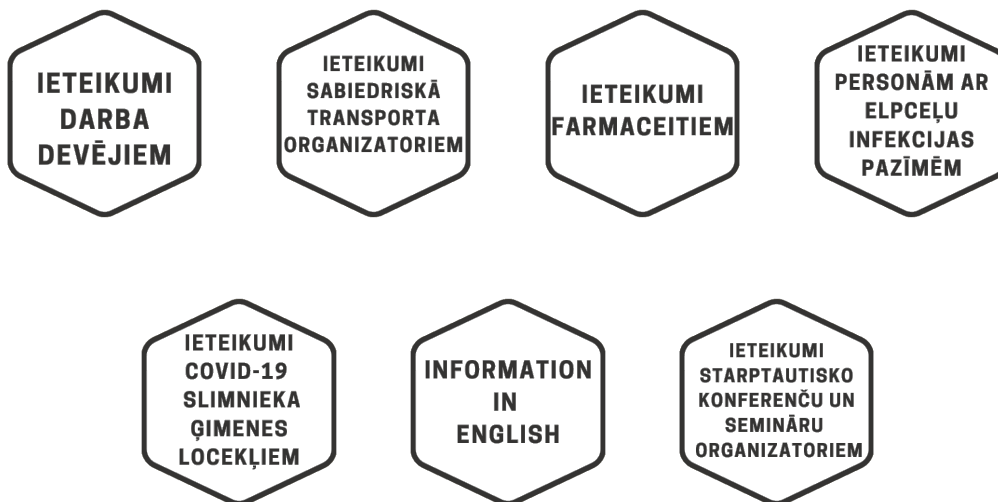 IETEIKUMI
DARBA
DEVĒJIEM
IETEIKUMI
SABIEDRISKĀ
TRANSPORTA
ORGANIZATORIEM
IETEIKUMI
FARMACEITIEM
IETEIKUMI
PERSONĀM AR
ELPCEĻU
INFEKCIJAS
PAZĪMĒM
IETEIKUMI
COVID-19
SLIMNIEKA
ĢIMENES
LOCEKĻIEM
INFORMATION
IN
ENGLISH
IETEIKUMI
STARPTAUTISKO
KONFERENČU UN
SEMINĀRU
ORGANIZATORIEM